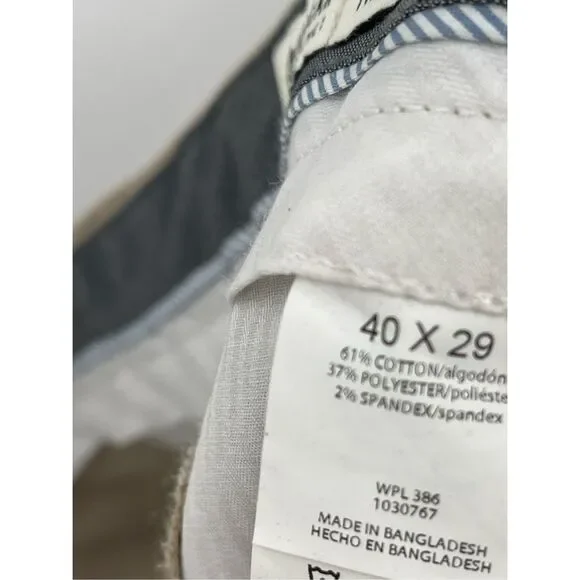 40 X 29
61% COTTON/algodón
37% POLYESTER/poliéste
2% SPANDEX/spandex
WPL 386
1030767
MADE IN BANGLADESH
HECHO EN BANGLADESH